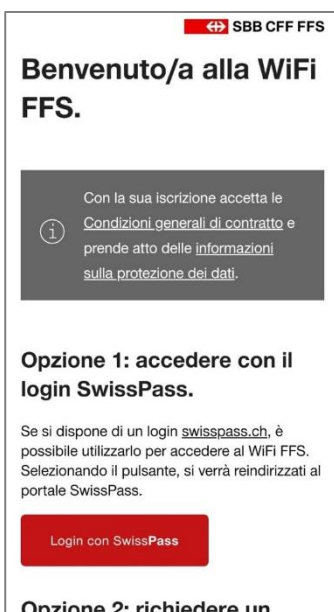 SBB CFF FFS
Benvenuto/a alla WiFi
FFS.
Con la sua iscrizione accetta le
Condizioni generali di contratto e
prende atto delle informazioni
sulla protezione dei dati.
Opzione 1: accedere con il
login SwissPass.
Se si dispone di un login swisspass.ch, è
possibile utilizzarlo per accedere al WiFi FFS.
Selezionando il pulsante, si verrà reindirizzati al
portale SwissPass.
Login con SwissPass
Opzione 2: richiedere un